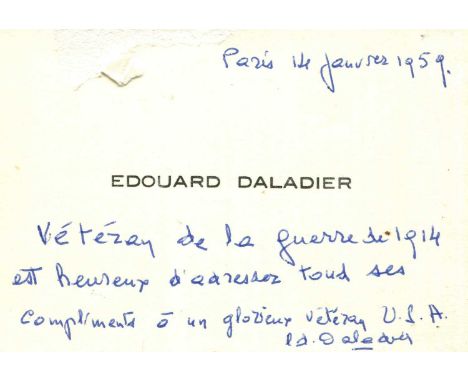 Paris 14 Janvier 1959.
EDOUARD DALADIER
Vétéran de la guerre de 1914
est heureux d'adresser tous ses
compliments à un glorieux vétéran U.S.A.
Ed. Daladier